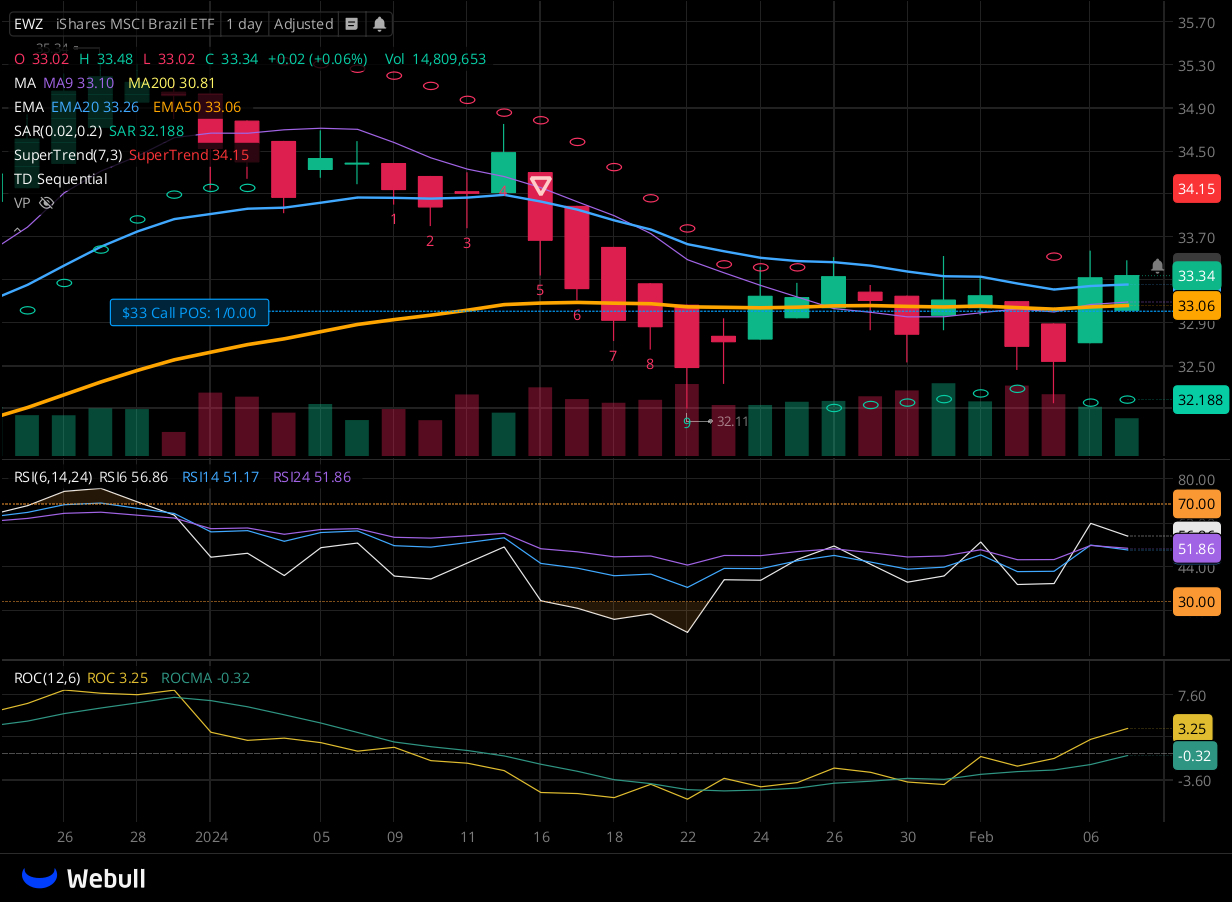 EWZ iShares MSCI Brazil ETF 1 day Adjusted
35.70
O 33.02 H 33.48 L 33.02 C 33.34 +0.02 (+0.06%) Vol 14,809,653
35.30
MA MA9 33.10 MA200 30.81
EMA EMA20 33.26 EMA50 33.06
34.90
SAR(0.02,0.2) SAR 32.188
SuperTrend(7,3) SuperTrend 34.15
34.50
TD Sequential
34.15
VP
1
2
3
4
33.70
33.34
5
33.06
$33 Call POS: 1/0.00
6
32.90
7
8
32.50
32.188
9
32.11
RSI(6,14,24) RSI6 56.86 RSI14 51.17 RSI24 51.86
80.00
70.00
51.86
44.00
30.00
ROC(12,6) ROC 3.25 ROCMA -0.32
7.60
3.25
-0.32
-3.60
26 28 2024 05 09 11 16 18 22 24 26 30 Feb 06
Webull